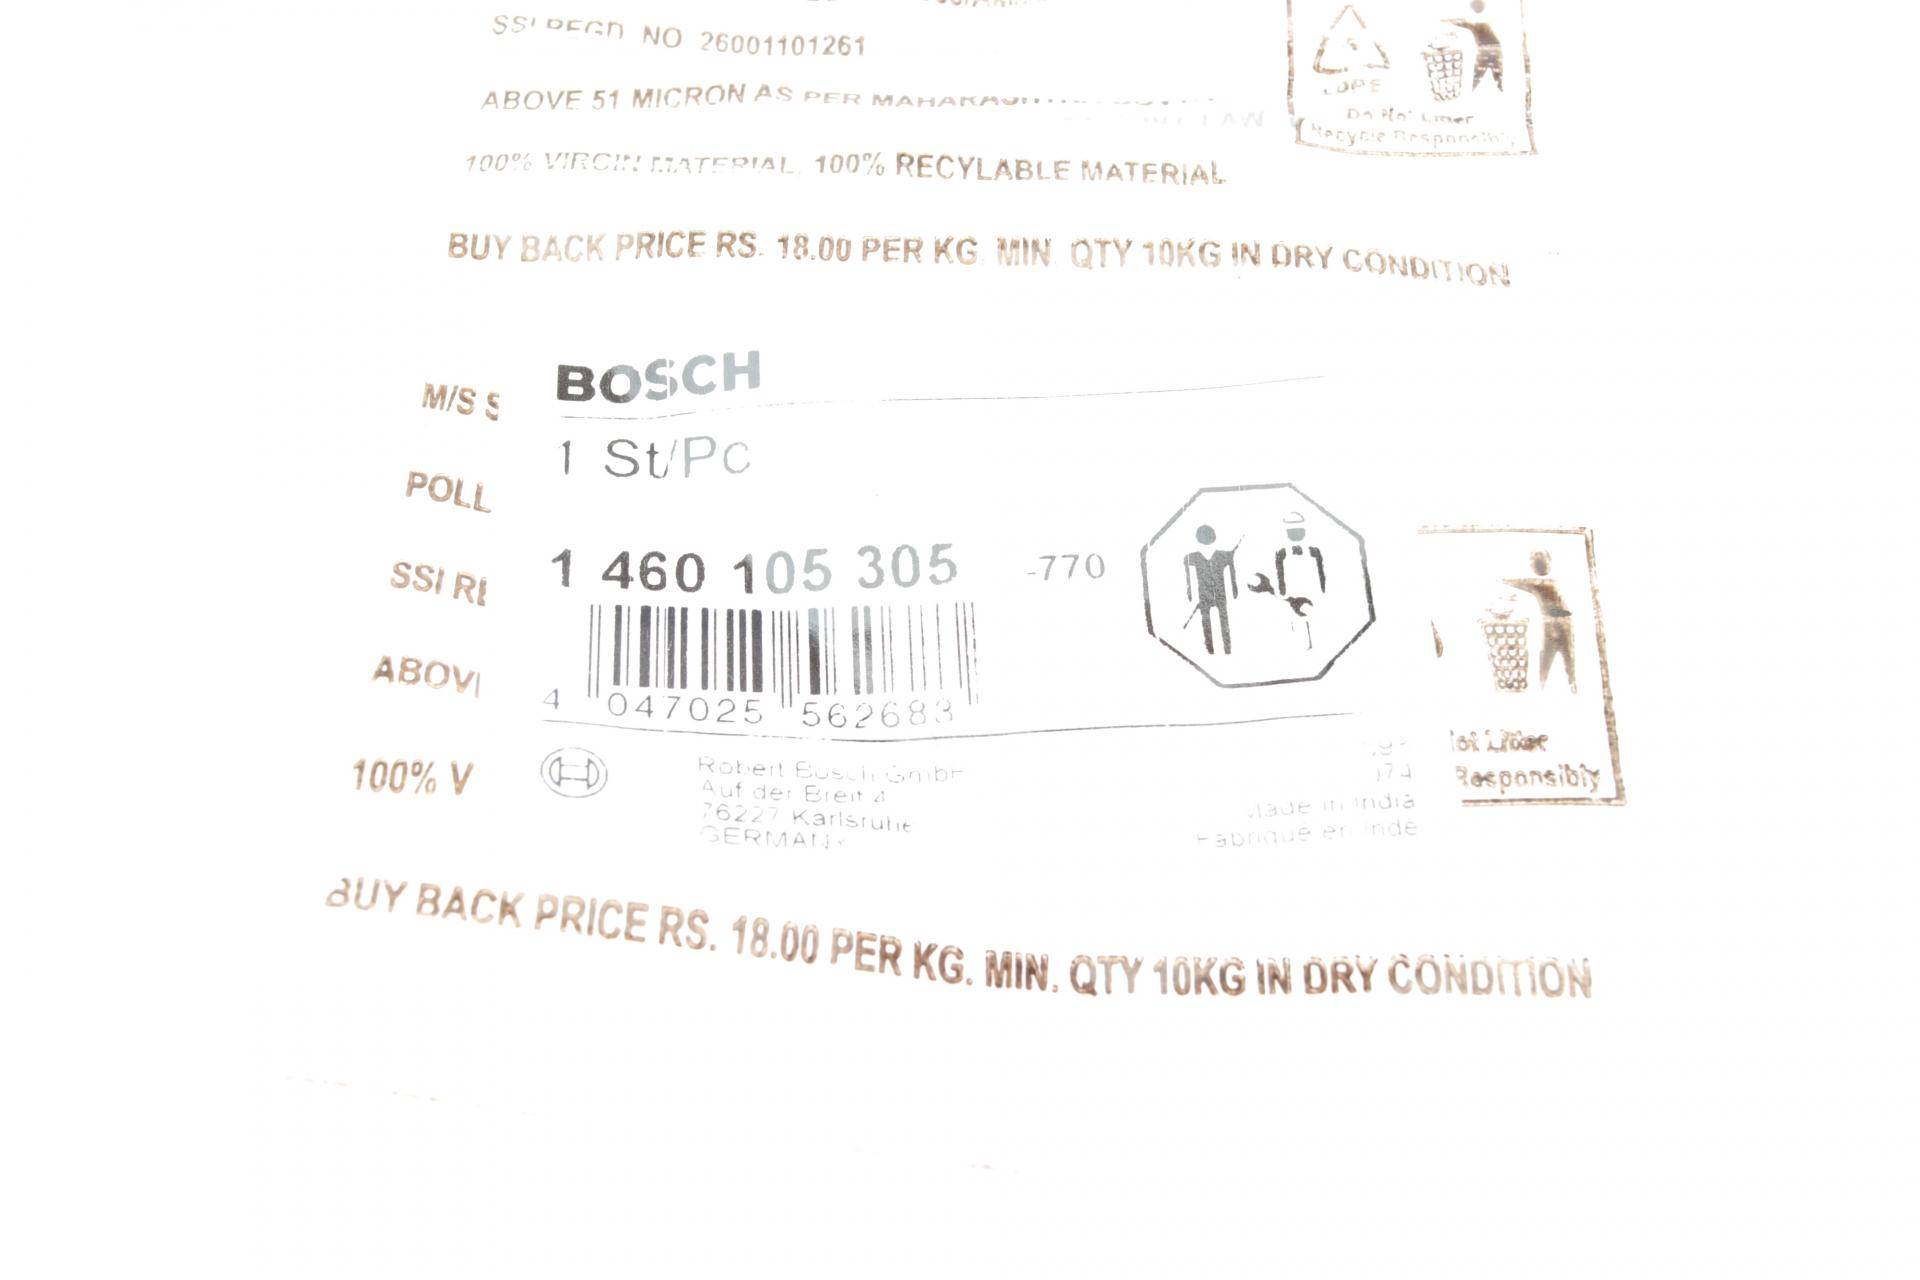 NO 26001101261
ABOVE 51 MICRON AS PER
LAW
LDPE
Do Not Litter
Recycle Responsibly
100% VIRGIN MATERIAL, 100% RECYLABLE MATERIAL
BUY BACK PRICE RS. 18.00 PER KG. MIN. QTY 10KG IN DRY CONDITION
BOSCH
M/S S
1 St/Pc
POLL
1 460 105 305 -770
SSI RE
ABOVI
4 047025 562683
100% V
Robert Bosch GmbH
Auf der Breit 4
76227 Karlsruhe
GERMANY
Made in India
Fabriqué en Inde
Litter
Responsibly
BUY BACK PRICE RS. 18.00 PER KG. MIN. QTY 10KG IN DRY CONDITION